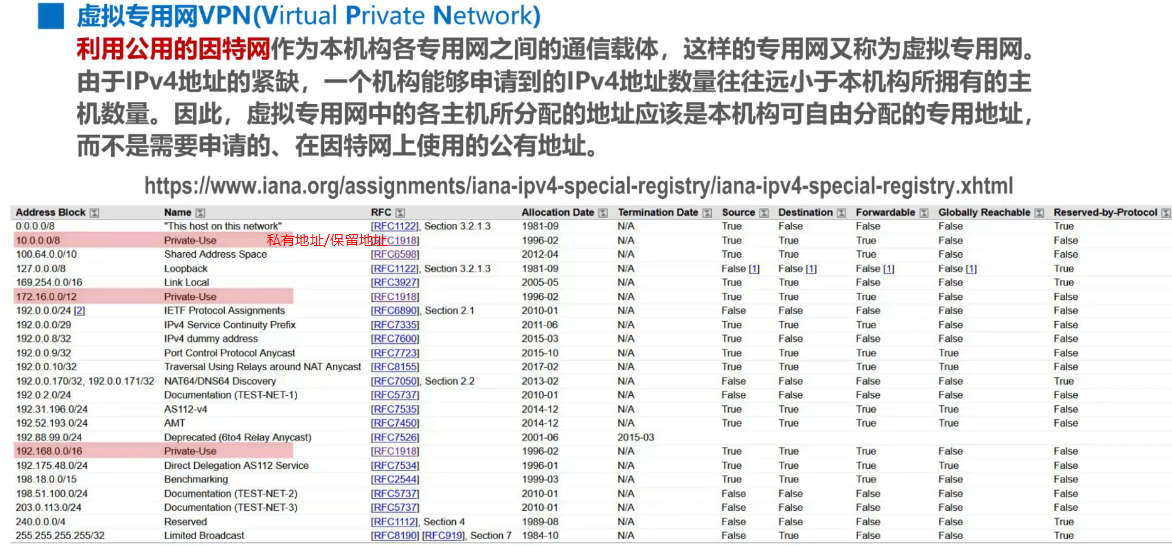 虚拟专用网VPN(Virtual Private Network)
利用公用的因特网作为本机构各专用网之间的通信载体，这样的专用网又称为虚拟专用网。
由于IPv4地址的紧缺，一个机构能够申请到的IPv4地址数量往往远小于本机构所拥有的主
机数量。因此，虚拟专用网中的各主机所分配的地址应该是本机构可自由分配的专用地址，
而不是需要申请的、在因特网上使用的公有地址。
https://www.iana.org/assignments/iana-ipv4-special-registry/iana-ipv4-special-registry.xhtml
Address Block Name RFC Allocation Date Termination Date Source Destination Forwardable Globally Reachable Reserved-by-Protocol
0.0.0.0/8 "This host on this network" [RFC1122], Section 3.2.1.3 1981-09 N/A True False False False True
10.0.0.0/8 Private-Use 私有地址/保留地址 [RFC1918] 1996-02 N/A True True True False False
100.64.0.0/10 Shared Address Space [RFC6598] 2012-04 N/A True True True False False
127.0.0.0/8 Loopback [RFC1122], Section 3.2.1.3 1981-09 N/A False [1] False [1] False [1] False [1] True
169.254.0.0/16 Link Local [RFC3927] 2005-05 N/A True True False False True
172.16.0.0/12 Private-Use [RFC1918] 1996-02 N/A True True True False False
192.0.0.0/24 [2] IETF Protocol Assignments [RFC6890], Section 2.1 2010-01 N/A False False False False False
192.0.0.0/29 IPv4 Service Continuity Prefix [RFC7335] 2011-06 N/A True True True False False
192.0.0.8/32 IPv4 dummy address [RFC7600] 2015-03 N/A True False False False False
192.0.0.9/32 Port Control Protocol Anycast [RFC7723] 2015-10 N/A True True True True False
192.0.0.10/32 Traversal Using Relays around NAT Anycast [RFC8155] 2017-02 N/A True True True True False
192.0.0.170/32, 192.0.0.171/32 NAT64/DNS64 Discovery [RFC7050], Section 2.2 2013-02 N/A False False False False True
192.0.2.0/24 Documentation (TEST-NET-1) [RFC5737] 2010-01 N/A False False False False False
192.31.196.0/24 AS112-v4 [RFC7535] 2014-12 N/A True True True True False
192.52.193.0/24 AMT [RFC7450] 2014-12 N/A True True True True False
192.88.99.0/24 Deprecated (6to4 Relay Anycast) [RFC7526] 2001-06 2015-03
192.168.0.0/16 Private-Use [RFC1918] 1996-02 N/A True True True False False
192.175.48.0/24 Direct Delegation AS112 Service [RFC7534] 1996-01 N/A True True True True False
198.18.0.0/15 Benchmarking [RFC2544] 1999-03 N/A True True True False False
198.51.100.0/24 Documentation (TEST-NET-2) [RFC5737] 2010-01 N/A False False False False False
203.0.113.0/24 Documentation (TEST-NET-3) [RFC5737] 2010-01 N/A False False False False False
240.0.0.0/4 Reserved [RFC1112], Section 4 1989-08 N/A False False False False True
255.255.255.255/32 Limited Broadcast [RFC8190] [RFC919], Section 7 1984-10 N/A False True False False True